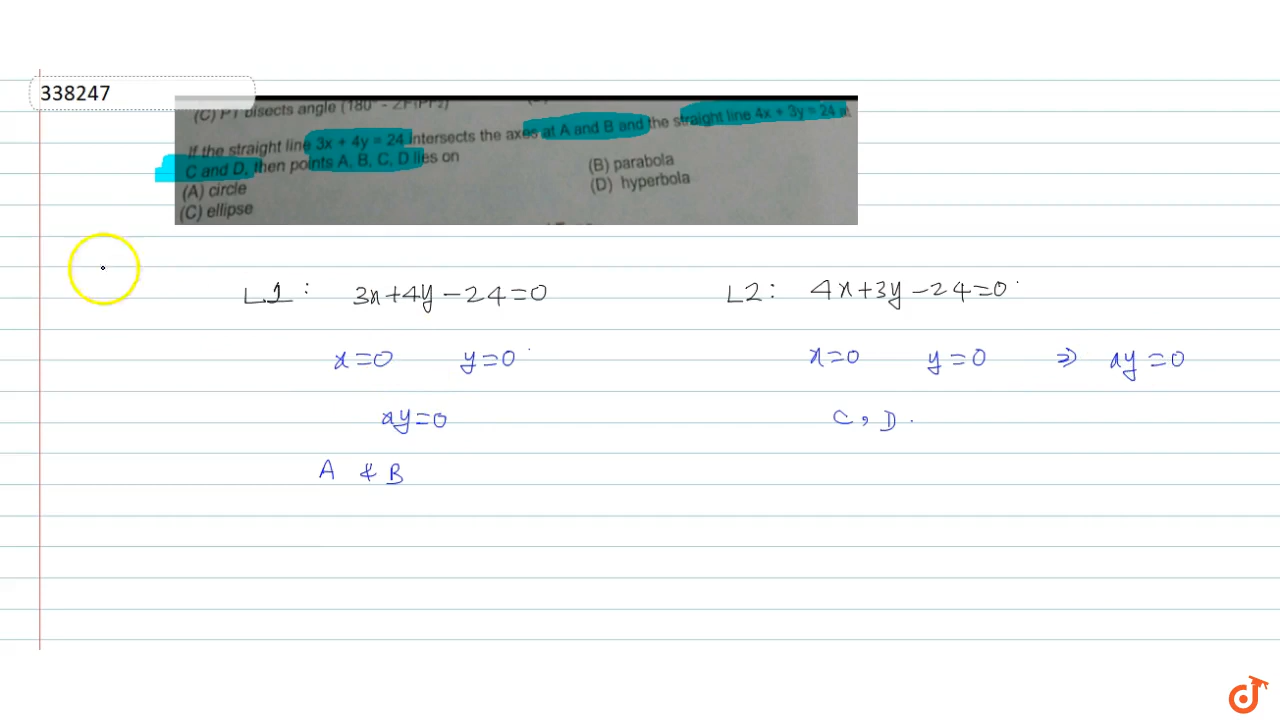 338247
(C) PT bisects angle (180° - ∠F₁PF₂)
If the straight line 3x + 4y = 24 intersects the axes at A and B and the straight line 4x + 3y = 24 at
C and D, then points A, B, C, D lies on
(A) circle (B) parabola
(C) ellipse (D) hyperbola
L1 : 3x+4y-24=0 L2 : 4x+3y-24=0
x=0 y=0 x=0 y=0 ⇒ xy=0
xy=0 C, D.
A & B